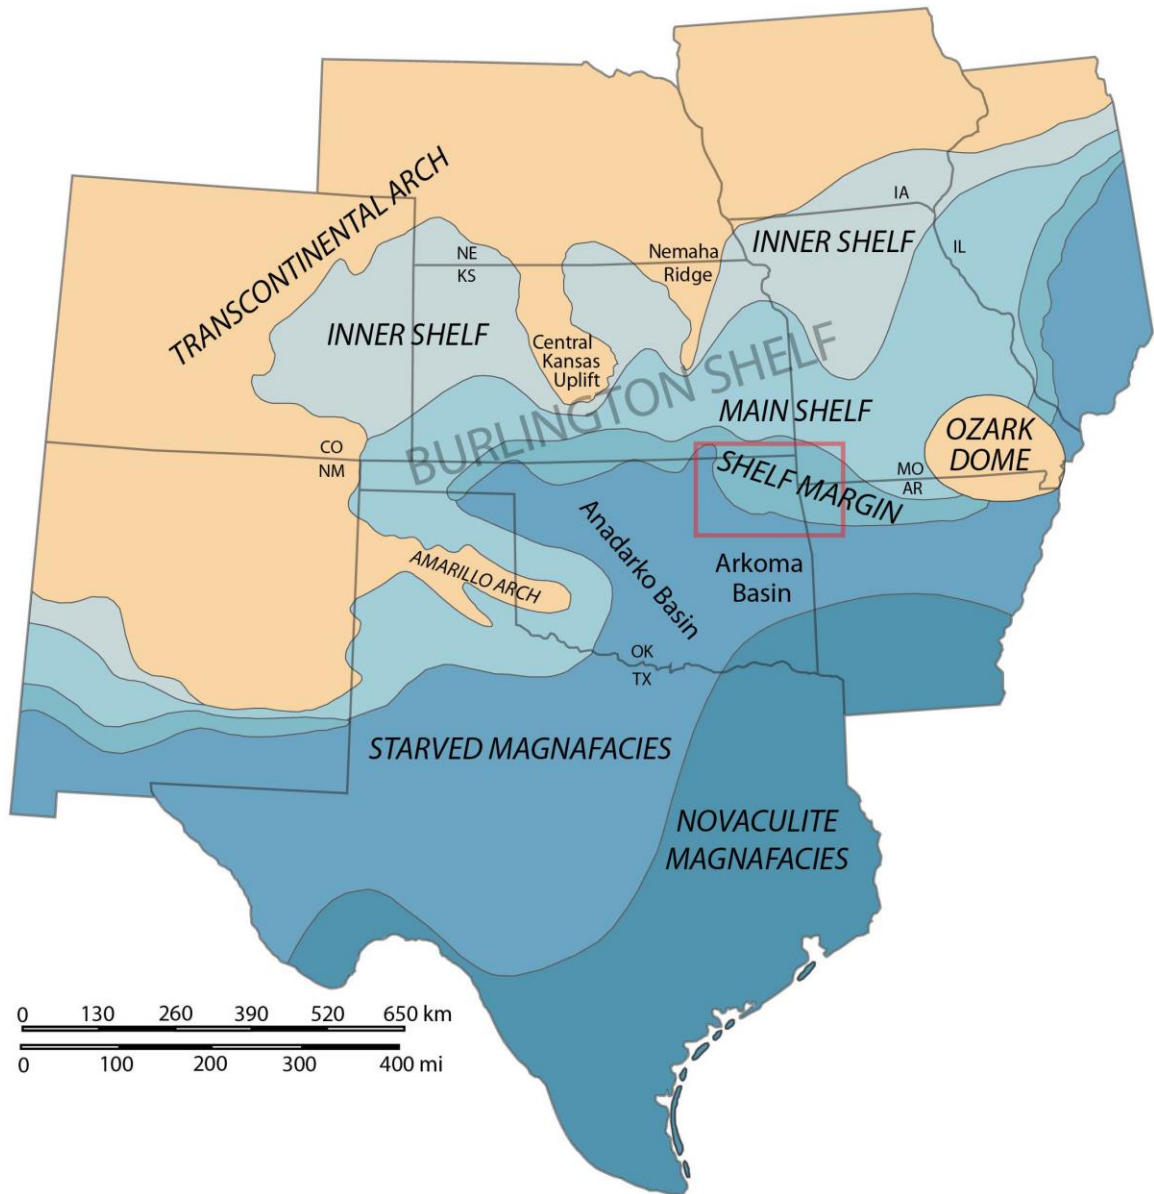 TRANSCONTINENTAL ARCH
IA
INNER SHELF
IL
NE
KS
Nemaha
Ridge
INNER SHELF
Central
Kansas
Uplift
BURLINGTON SHELF
MAIN SHELF
OZARK
DOME
CO
NM
MO
AR
SHELF MARGIN
Anadarko Basin
AMARILLO ARCH
Arkoma
Basin
OK
TX
STARVED MAGNAFACIES
NOVACULITE
MAGNAFACIES
0 130 260 390 520 650 km
0 100 200 300 400 mi